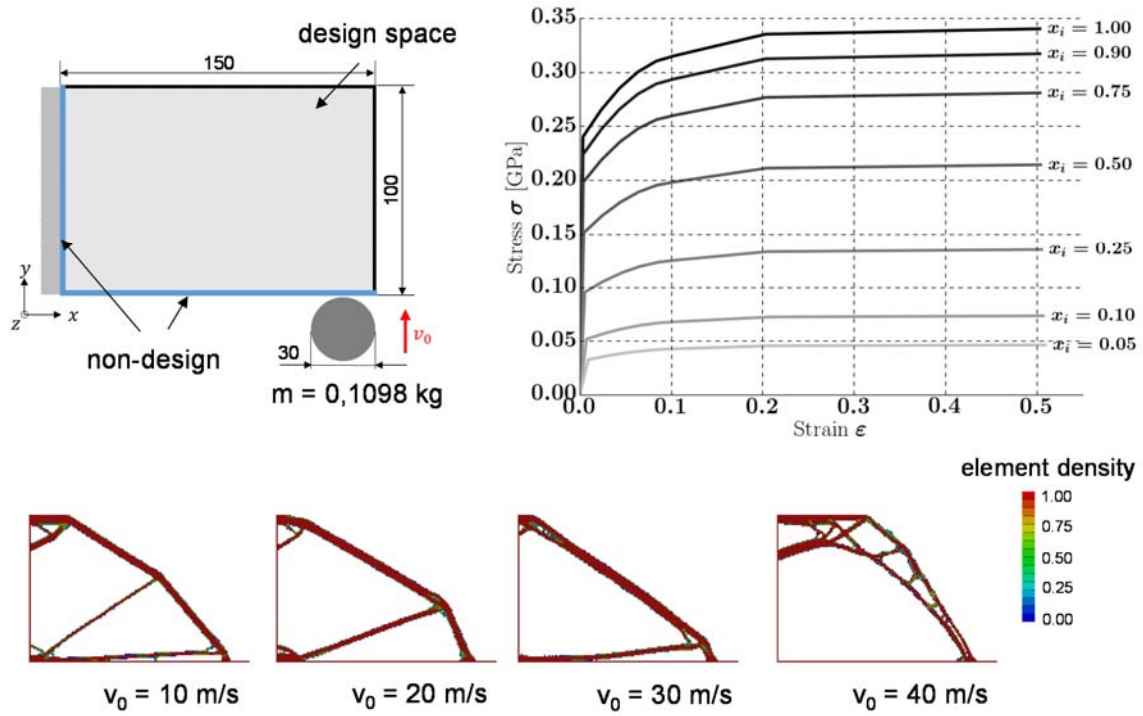 design space
150
100
y
z
x
non-design
30
v₀
m = 0,1098 kg
0.35
0.30
0.25
0.20
0.15
0.10
0.05
0.00
Stress σ [GPa]
0.0 0.1 0.2 0.3 0.4 0.5
Strain ε
xᵢ = 1.00
xᵢ = 0.90
xᵢ = 0.75
xᵢ = 0.50
xᵢ = 0.25
xᵢ = 0.10
xᵢ = 0.05
element density
1.00
0.75
0.50
0.25
0.00
v₀ = 10 m/s
v₀ = 20 m/s
v₀ = 30 m/s
v₀ = 40 m/s